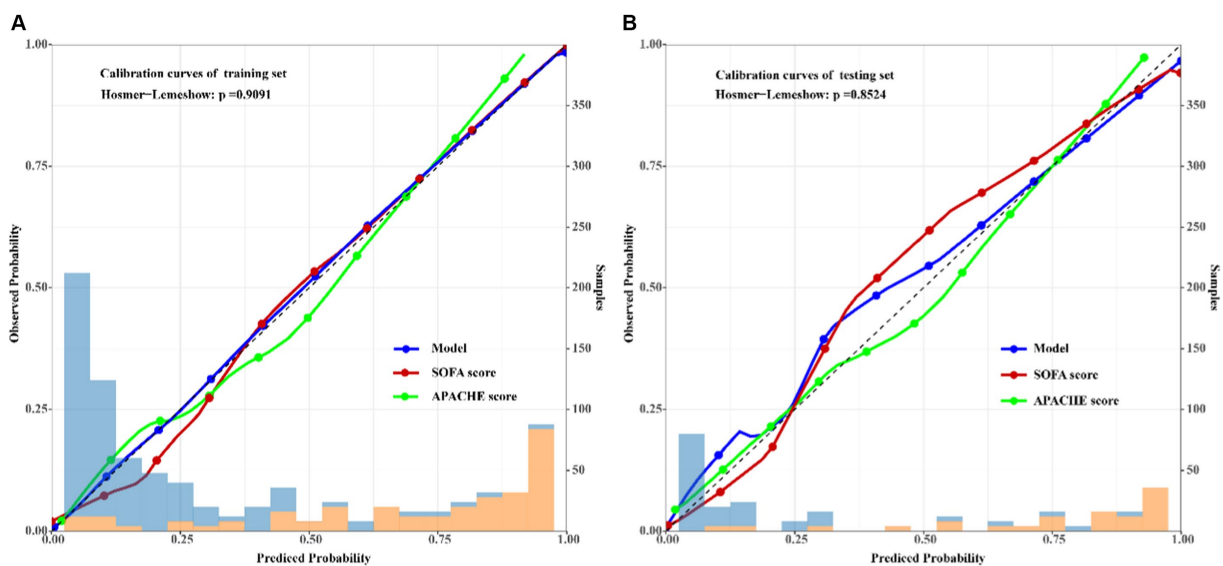 A
Calibration curves of training set
Hosmer−Lemeshow: p =0.9091
Observed Probability
1.00
0.75
0.50
0.25
0.00
350
300
250
200
150
100
50
Samples
Model
SOFA score
APACHE score
0.00 0.25 0.50 0.75 1.00
Prediced Probability
B
Calibration curves of testing set
Hosmer−Lemeshow: p =0.8524
Observed Probability
1.00
0.75
0.50
0.25
0.00
350
300
250
200
150
100
50
Samples
Model
SOFA score
APACHE score
0.00 0.25 0.50 0.75 1.00
Prediced Probability